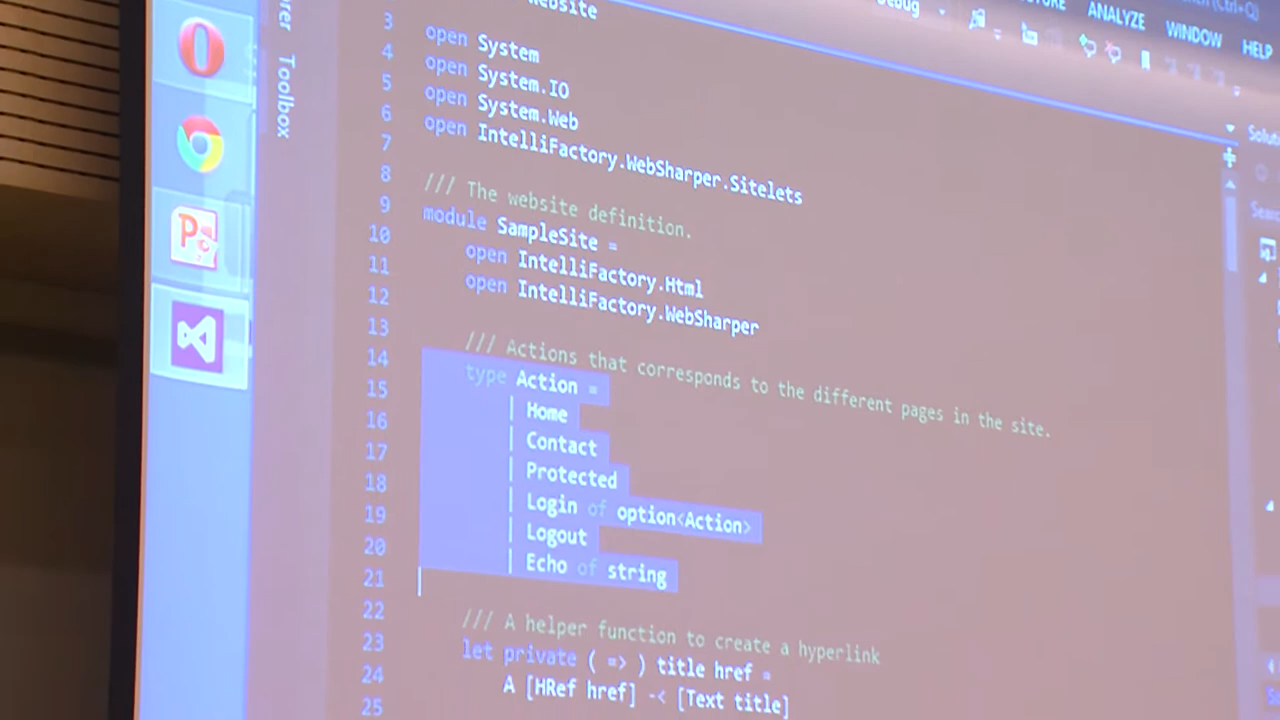 ANALYZE
WINDOW
HELP
Toolbox
3
4 open System
5 open System.IO
6 open System.Web
7 open IntelliFactory.WebSharper.Sitelets
8
9 /// The website definition.
10 module SampleSite =
11 open IntelliFactory.Html
12 open IntelliFactory.WebSharper
13
14 /// Actions that corresponds to the different pages in the site.
15 type Action =
16 | Home
17 | Contact
18 | Protected
19 | Login of option<Action>
20 | Logout
21 | Echo of string
22
23 /// A helper function to create a hyperlink
24 let private ( => ) title href =
25 A [HRef href] -< [Text title]